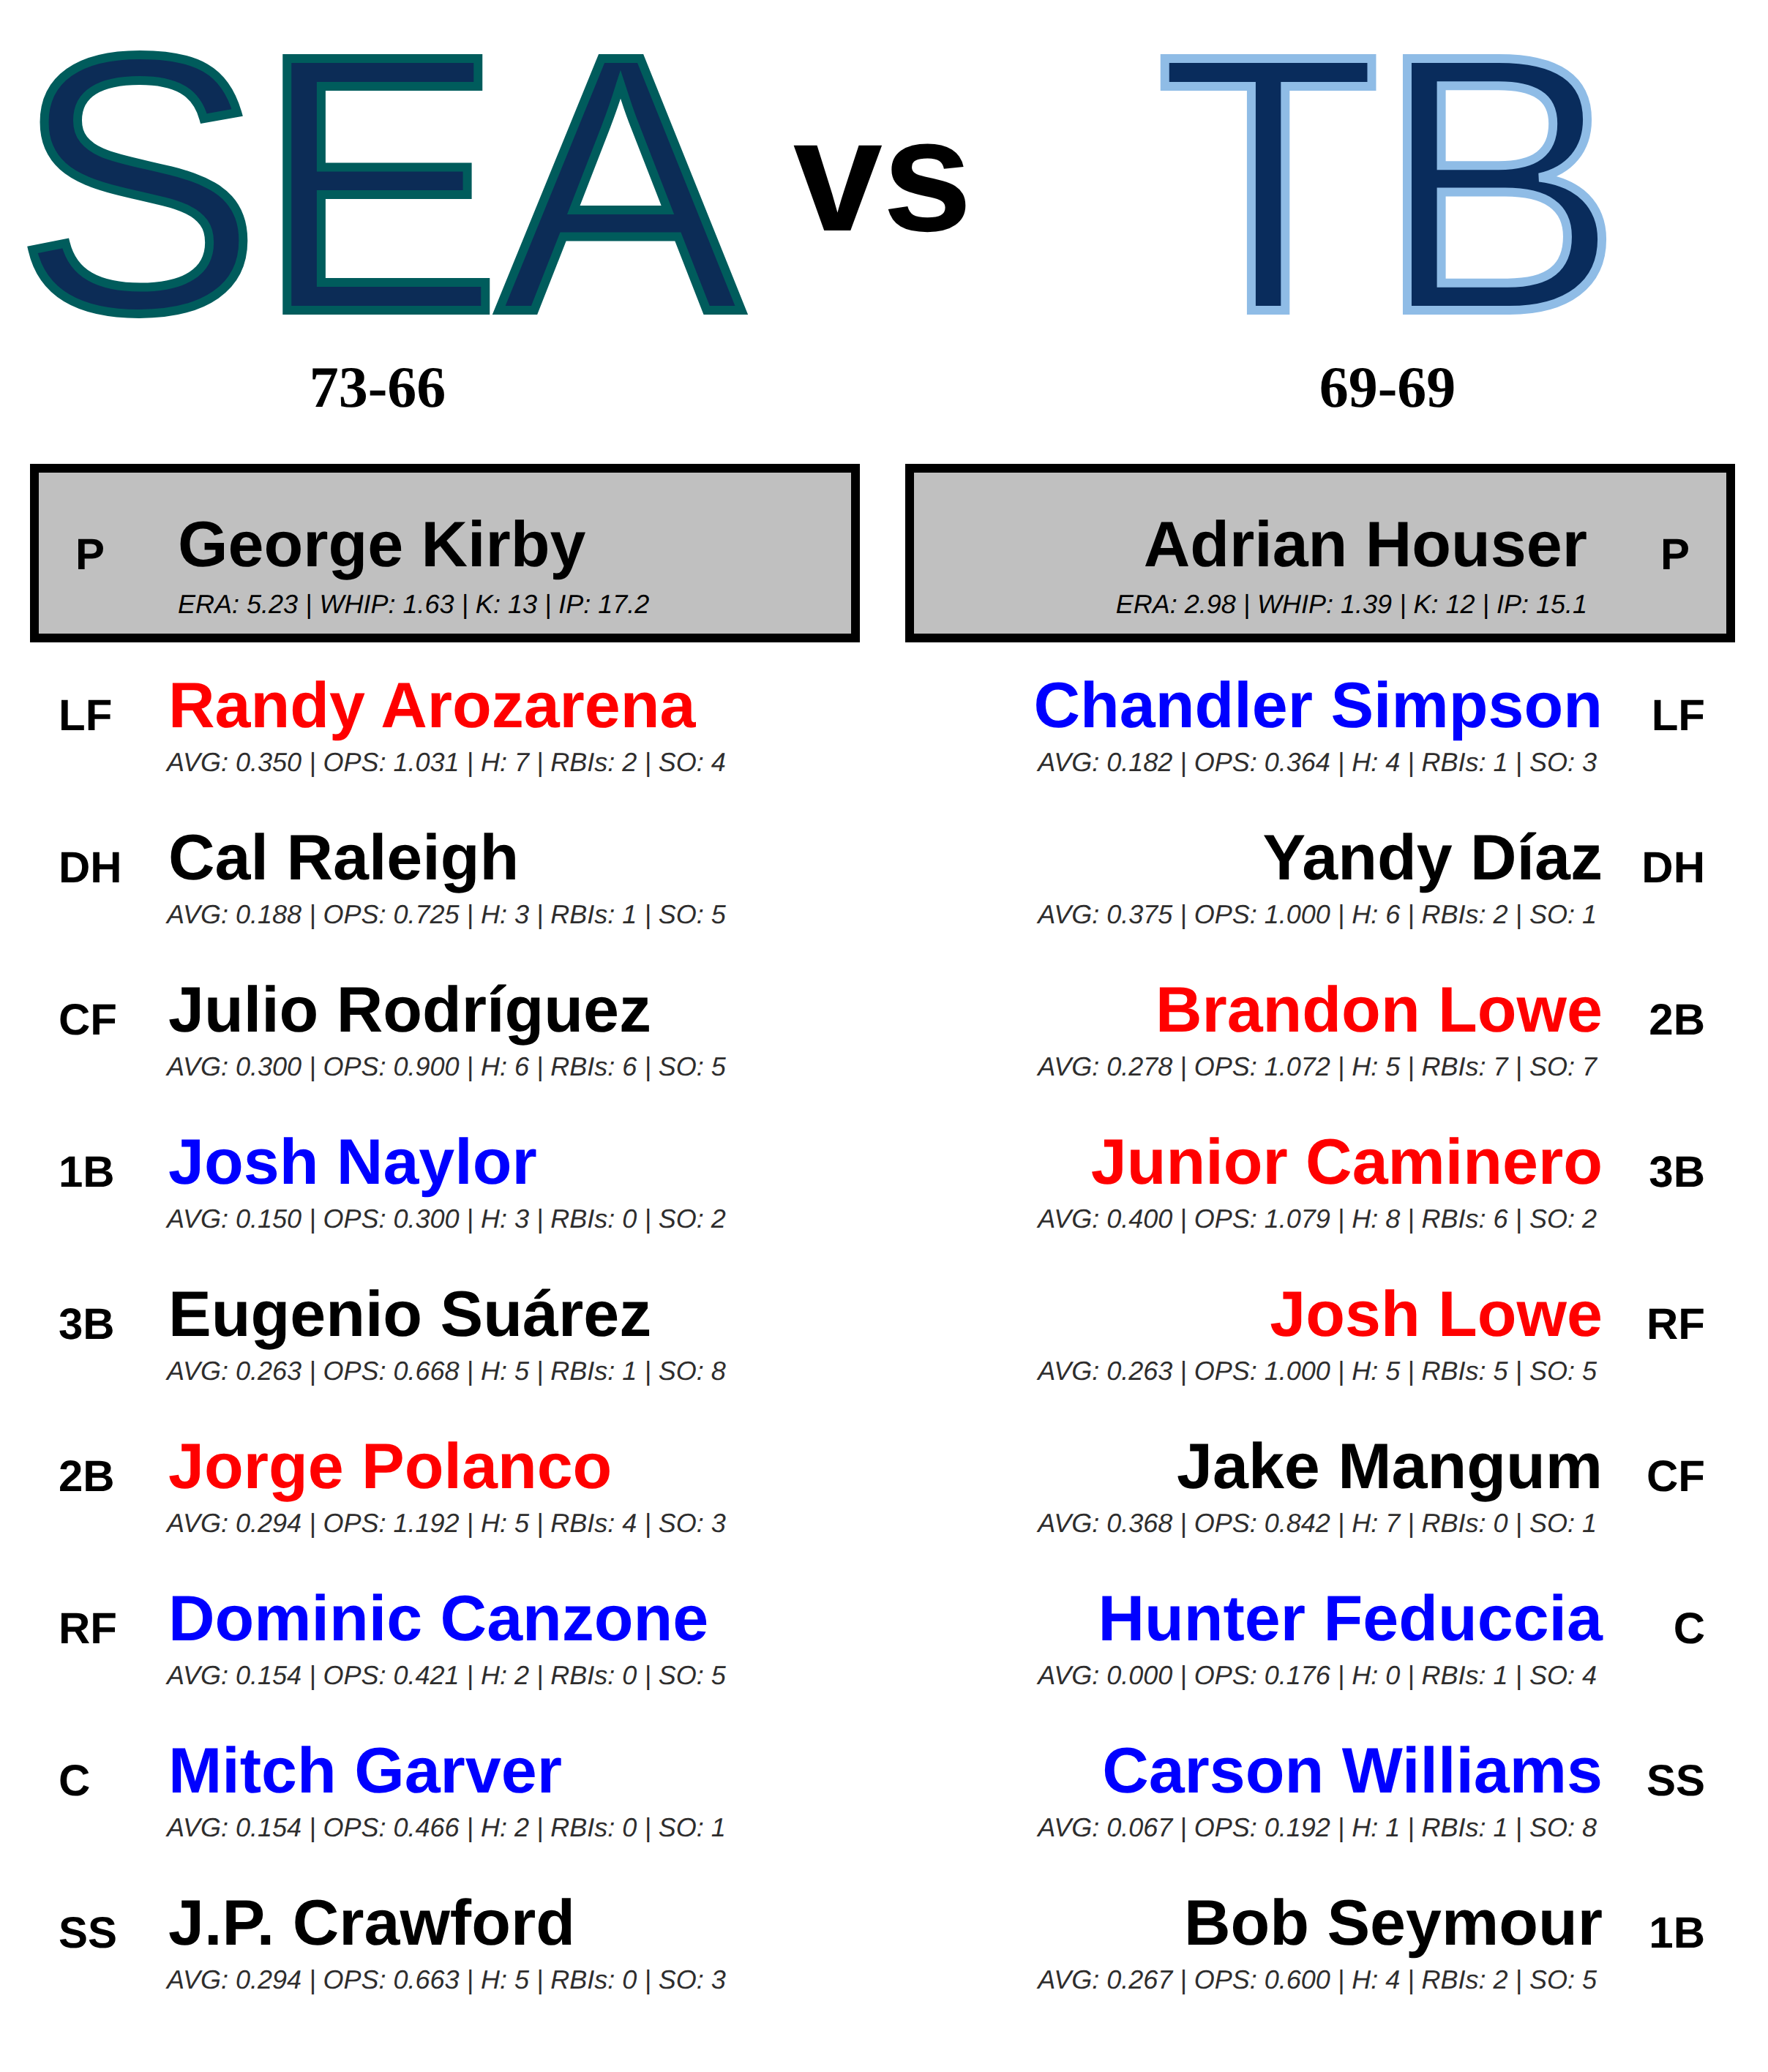 SEA vs TB
73-66 69-69
P George Kirby Adrian Houser P
ERA: 5.23 | WHIP: 1.63 | K: 13 | IP: 17.2 ERA: 2.98 | WHIP: 1.39 | K: 12 | IP: 15.1
LF Randy Arozarena Chandler Simpson LF
AVG: 0.350 | OPS: 1.031 | H: 7 | RBIs: 2 | SO: 4 AVG: 0.182 | OPS: 0.364 | H: 4 | RBIs: 1 | SO: 3
DH Cal Raleigh Yandy Díaz DH
AVG: 0.188 | OPS: 0.725 | H: 3 | RBIs: 1 | SO: 5 AVG: 0.375 | OPS: 1.000 | H: 6 | RBIs: 2 | SO: 1
CF Julio Rodríguez Brandon Lowe 2B
AVG: 0.300 | OPS: 0.900 | H: 6 | RBIs: 6 | SO: 5 AVG: 0.278 | OPS: 1.072 | H: 5 | RBIs: 7 | SO: 7
1B Josh Naylor Junior Caminero 3B
AVG: 0.150 | OPS: 0.300 | H: 3 | RBIs: 0 | SO: 2 AVG: 0.400 | OPS: 1.079 | H: 8 | RBIs: 6 | SO: 2
3B Eugenio Suárez Josh Lowe RF
AVG: 0.263 | OPS: 0.668 | H: 5 | RBIs: 1 | SO: 8 AVG: 0.263 | OPS: 1.000 | H: 5 | RBIs: 5 | SO: 5
2B Jorge Polanco Jake Mangum CF
AVG: 0.294 | OPS: 1.192 | H: 5 | RBIs: 4 | SO: 3 AVG: 0.368 | OPS: 0.842 | H: 7 | RBIs: 0 | SO: 1
RF Dominic Canzone Hunter Feduccia C
AVG: 0.154 | OPS: 0.421 | H: 2 | RBIs: 0 | SO: 5 AVG: 0.000 | OPS: 0.176 | H: 0 | RBIs: 1 | SO: 4
C Mitch Garver Carson Williams SS
AVG: 0.154 | OPS: 0.466 | H: 2 | RBIs: 0 | SO: 1 AVG: 0.067 | OPS: 0.192 | H: 1 | RBIs: 1 | SO: 8
SS J.P. Crawford Bob Seymour 1B
AVG: 0.294 | OPS: 0.663 | H: 5 | RBIs: 0 | SO: 3 AVG: 0.267 | OPS: 0.600 | H: 4 | RBIs: 2 | SO: 5